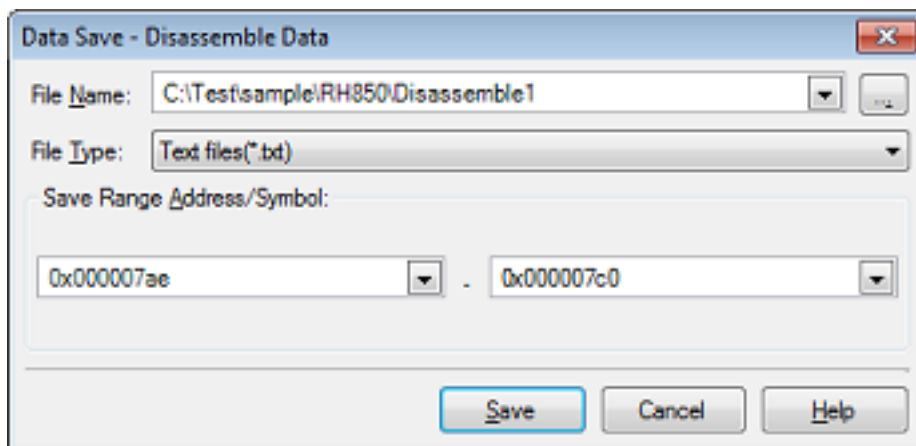 Data Save - Disassemble Data
File Name: C:\Test\sample\RH850\Disassemble1 ...
File Type: Text files(*.txt)
Save Range Address/Symbol:
0x000007ae - 0x000007c0
Save Cancel Help